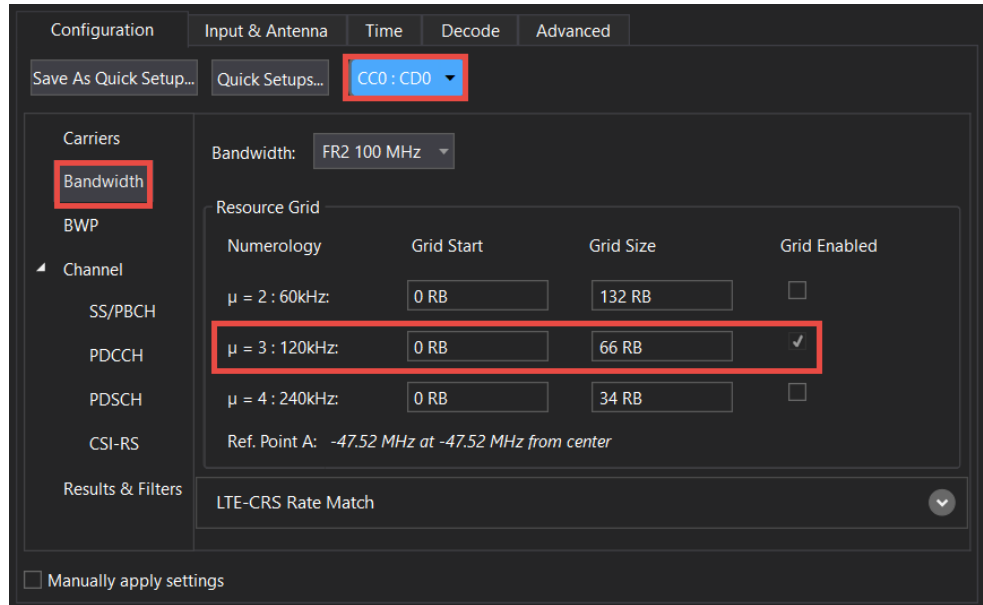 Configuration Input & Antenna Time Decode Advanced
Save As Quick Setup... Quick Setups... CC0 : CD0
Carriers
Bandwidth
BWP
Channel
SS/PBCH
PDCCH
PDSCH
CSI-RS
Results & Filters
Bandwidth: FR2 100 MHz
Resource Grid
Numerology Grid Start Grid Size Grid Enabled
μ = 2 : 60kHz: 0 RB 132 RB
μ = 3 : 120kHz: 0 RB 66 RB
μ = 4 : 240kHz: 0 RB 34 RB
Ref. Point A: -47.52 MHz at -47.52 MHz from center
LTE-CRS Rate Match
Manually apply settings